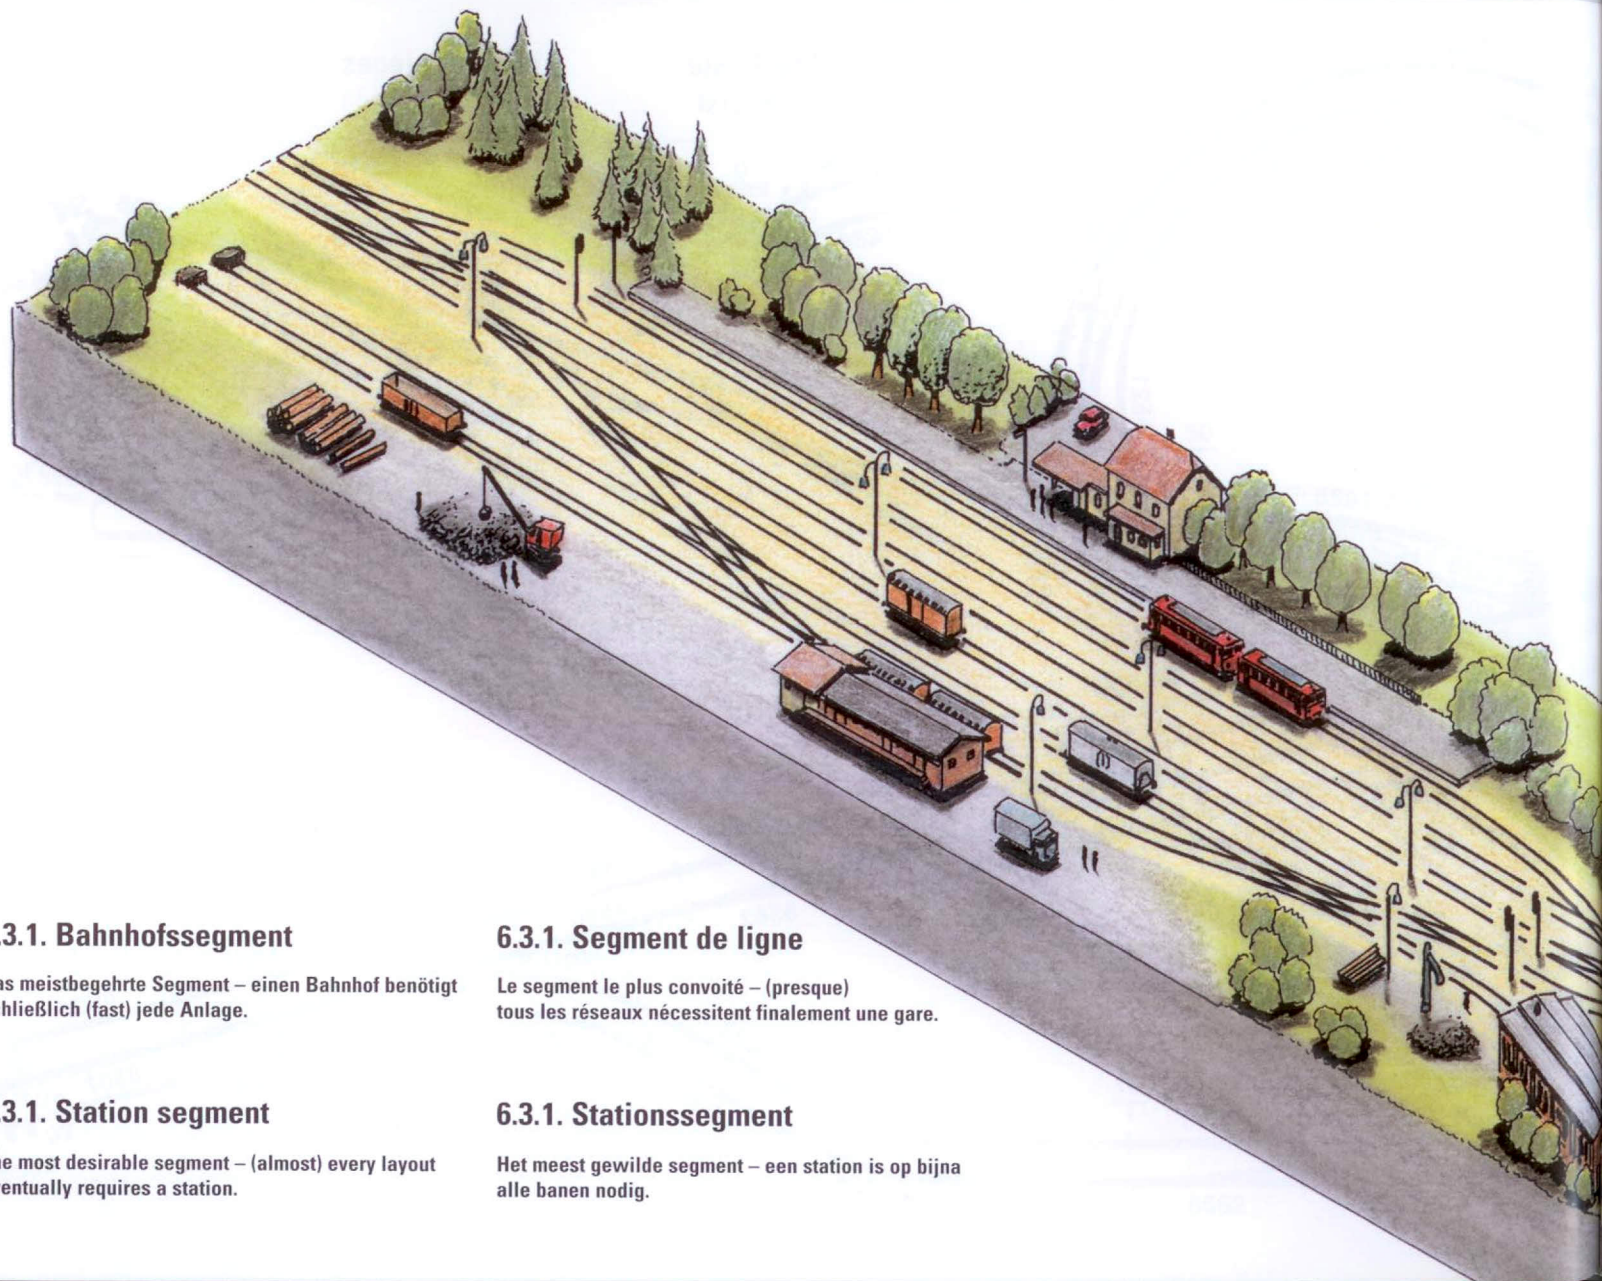 .3.1. Bahnhofssegment
as meistbegehrte Segment – einen Bahnhof benötigt
hließlich (fast) jede Anlage.
6.3.1. Segment de ligne
Le segment le plus convoité – (presque)
tous les réseaux nécessitent finalement une gare.
.3.1. Station segment
e most desirable segment – (almost) every layout
entually requires a station.
6.3.1. Stationssegment
Het meest gewilde segment – een station is op bijna
alle banen nodig.